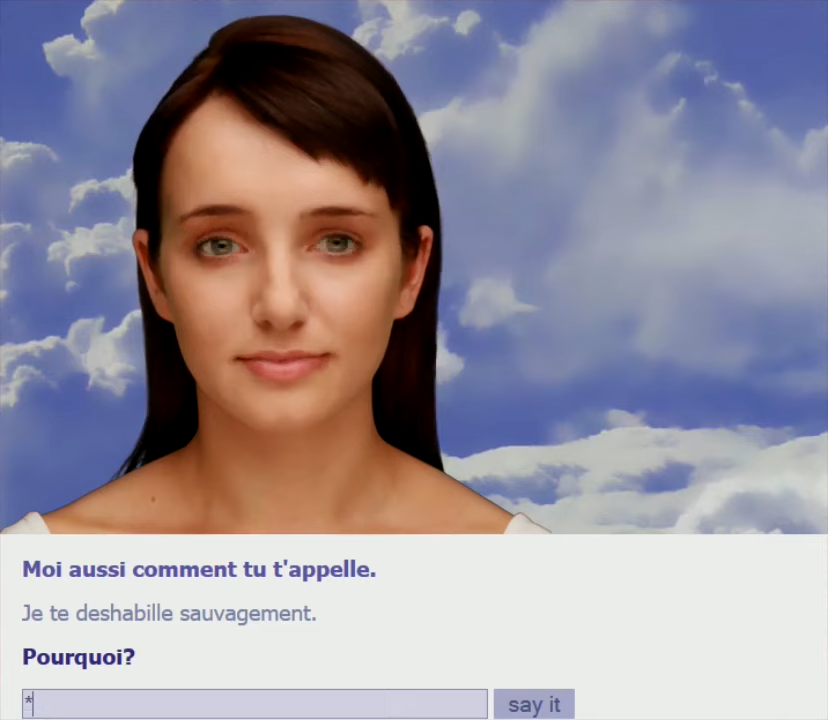 Moi aussi comment tu t'appelle.
Je te deshabille sauvagement.
Pourquoi?
*
say it